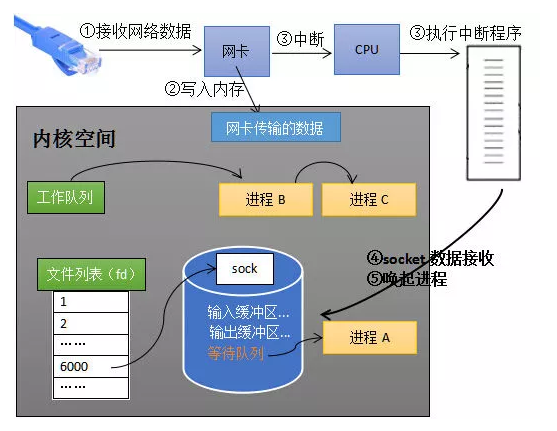 ①接收网络数据
网卡
③中断
CPU
③执行中断程序
②写入内存
网卡传输的数据
内核空间
工作队列
进程 B
进程 C
④socket 数据接收
⑤唤起进程
文件列表（fd）
1
2
……
6000
……
sock
输入缓冲区...
输出缓冲区...
等待队列
进程 A